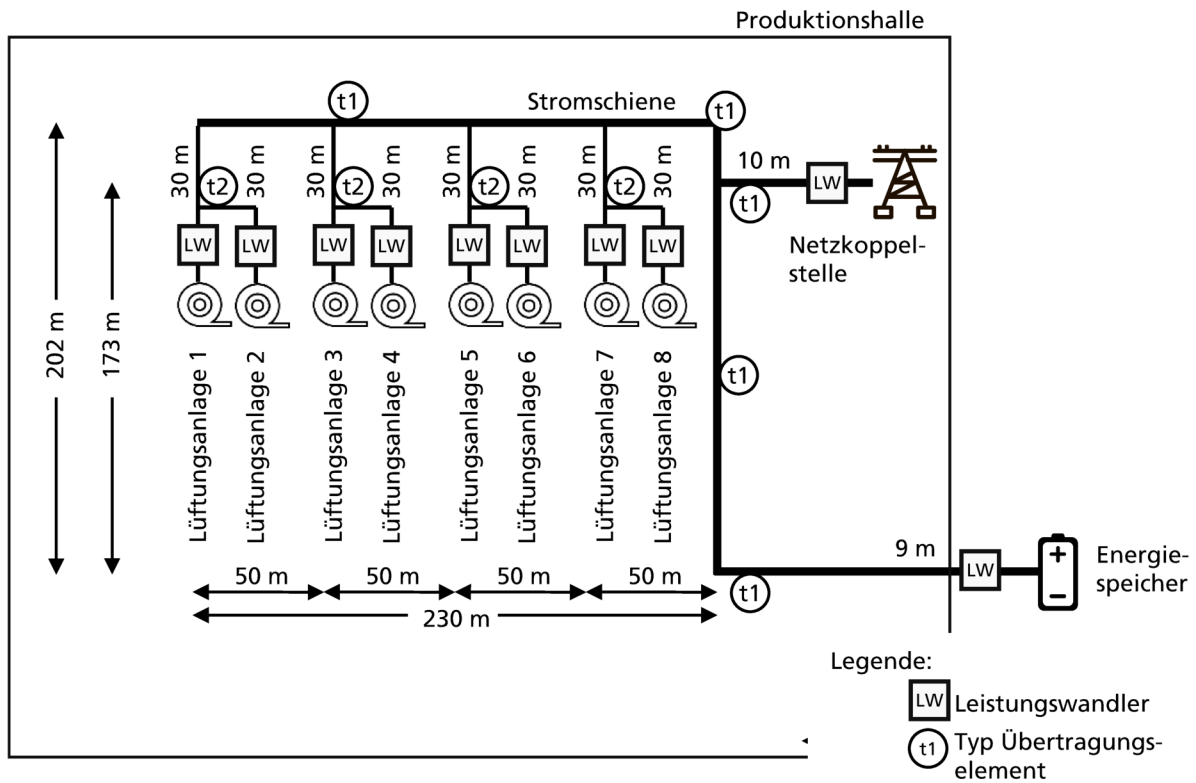 Produktionshalle
t1
Stromschiene
t1
30 m
30 m
30 m
30 m
30 m
30 m
30 m
30 m
10 m
t2
t2
t2
t2
t1
LW
LW
LW
LW
LW
LW
LW
LW
LW
Netzkoppel-
stelle
202 m
173 m
Lüftungsanlage 1
Lüftungsanlage 2
Lüftungsanlage 3
Lüftungsanlage 4
Lüftungsanlage 5
Lüftungsanlage 6
Lüftungsanlage 7
Lüftungsanlage 8
t1
9 m
LW
+
−
Energie-
speicher
50 m
50 m
50 m
50 m
t1
230 m
Legende:
LW Leistungswandler
t1 Typ Übertragungs-
element